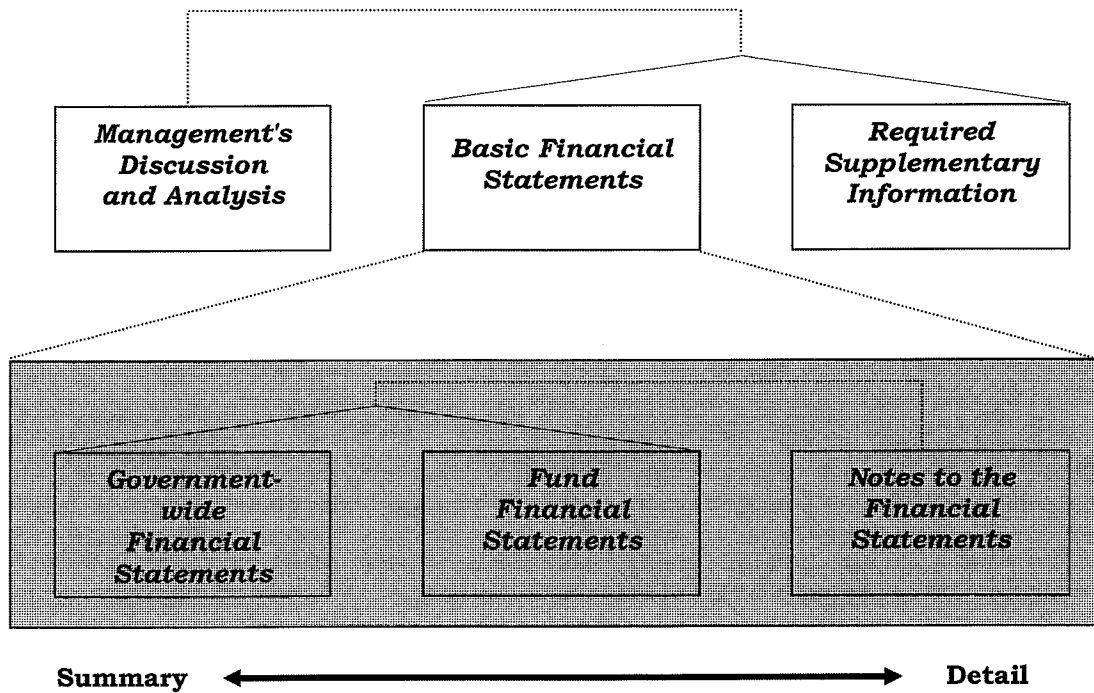 Management's
Discussion
and Analysis
Basic Financial
Statements
Required
Supplementary
Information
Government-
wide
Financial
Statements
Fund
Financial
Statements
Notes to the
Financial
Statements
Summary
Detail